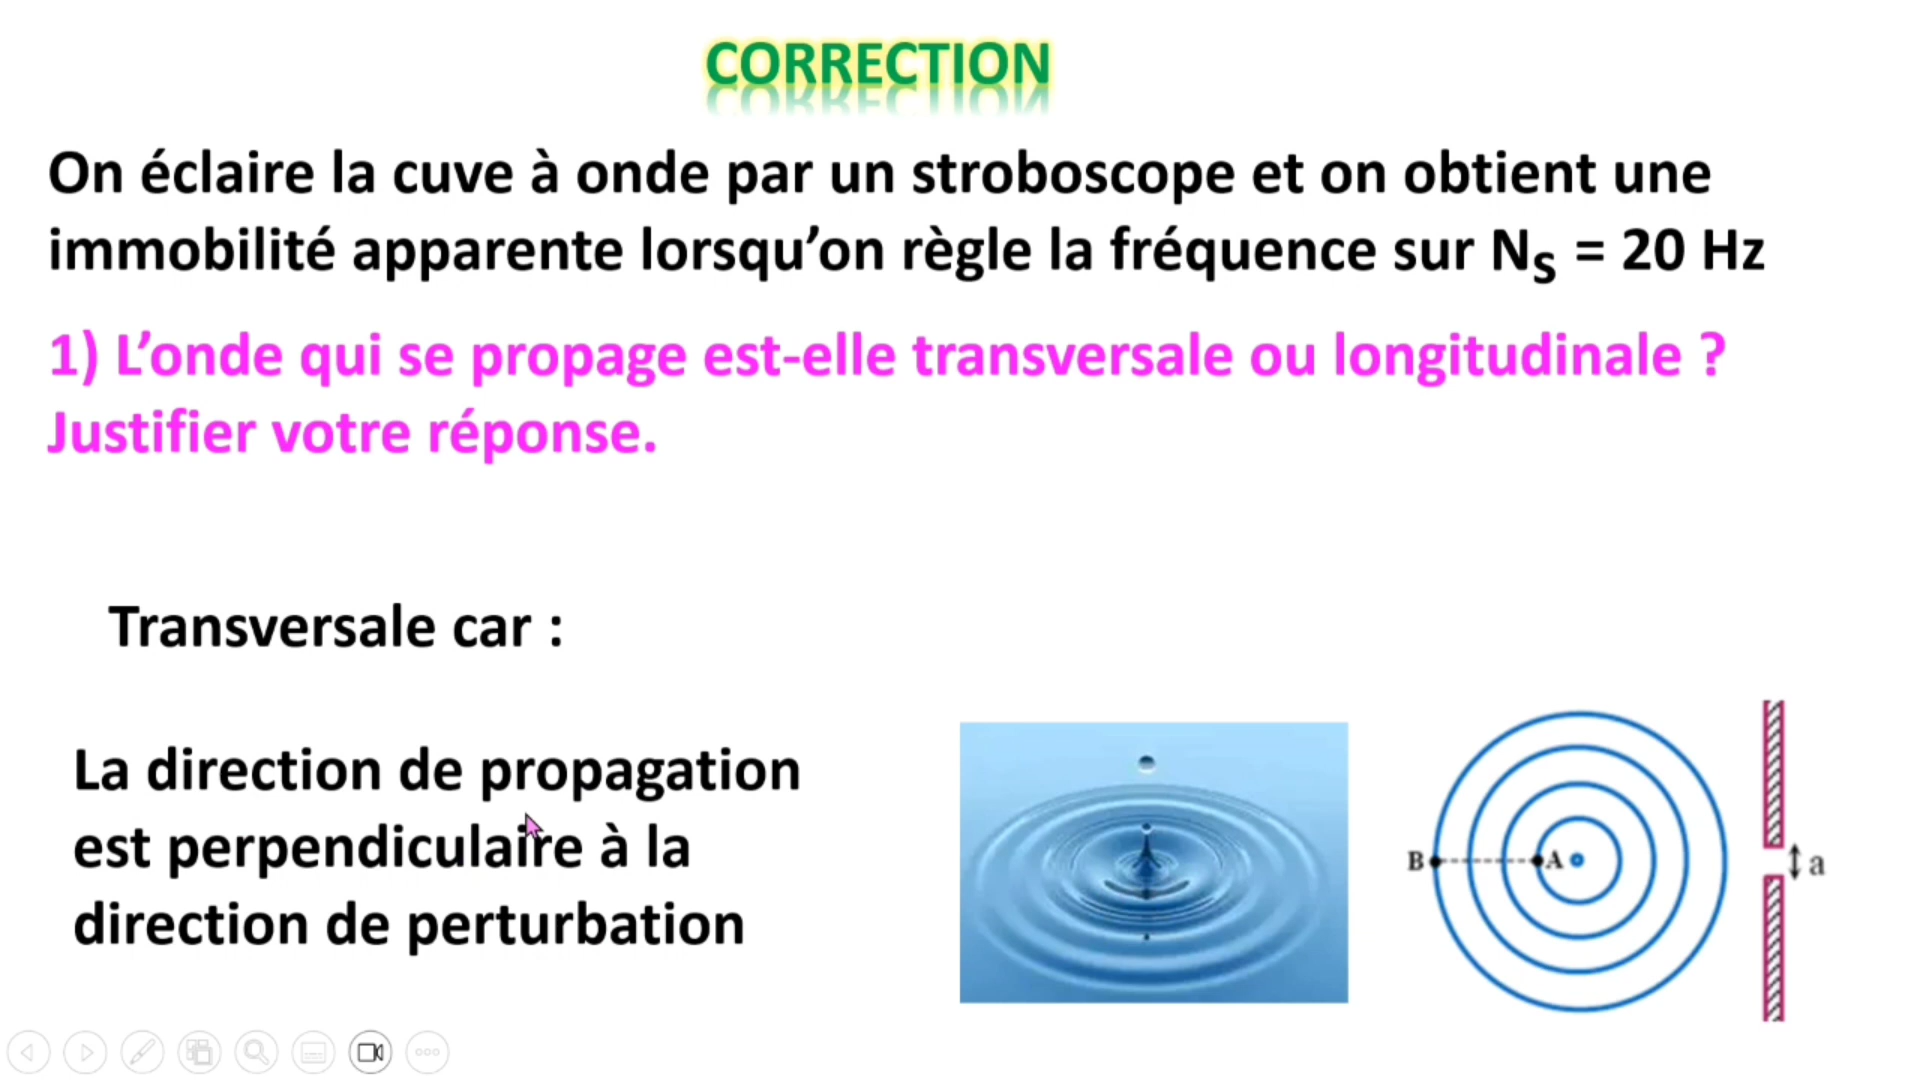 CORRECTION
On éclaire la cuve à onde par un stroboscope et on obtient une
immobilité apparente lorsqu’on règle la fréquence sur NS = 20 Hz
1) L’onde qui se propage est-elle transversale ou longitudinale ?
Justifier votre réponse.
Transversale car :
La direction de propagation
est perpendiculaire à la
direction de perturbation
B A a